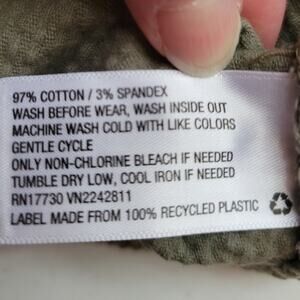 97% COTTON / 3% SPANDEX
WASH BEFORE WEAR, WASH INSIDE OUT
MACHINE WASH COLD WITH LIKE COLORS
GENTLE CYCLE
ONLY NON-CHLORINE BLEACH IF NEEDED
TUMBLE DRY LOW, COOL IRON IF NEEDED
RN17730 VN2242811
LABEL MADE FROM 100% RECYCLED PLASTIC